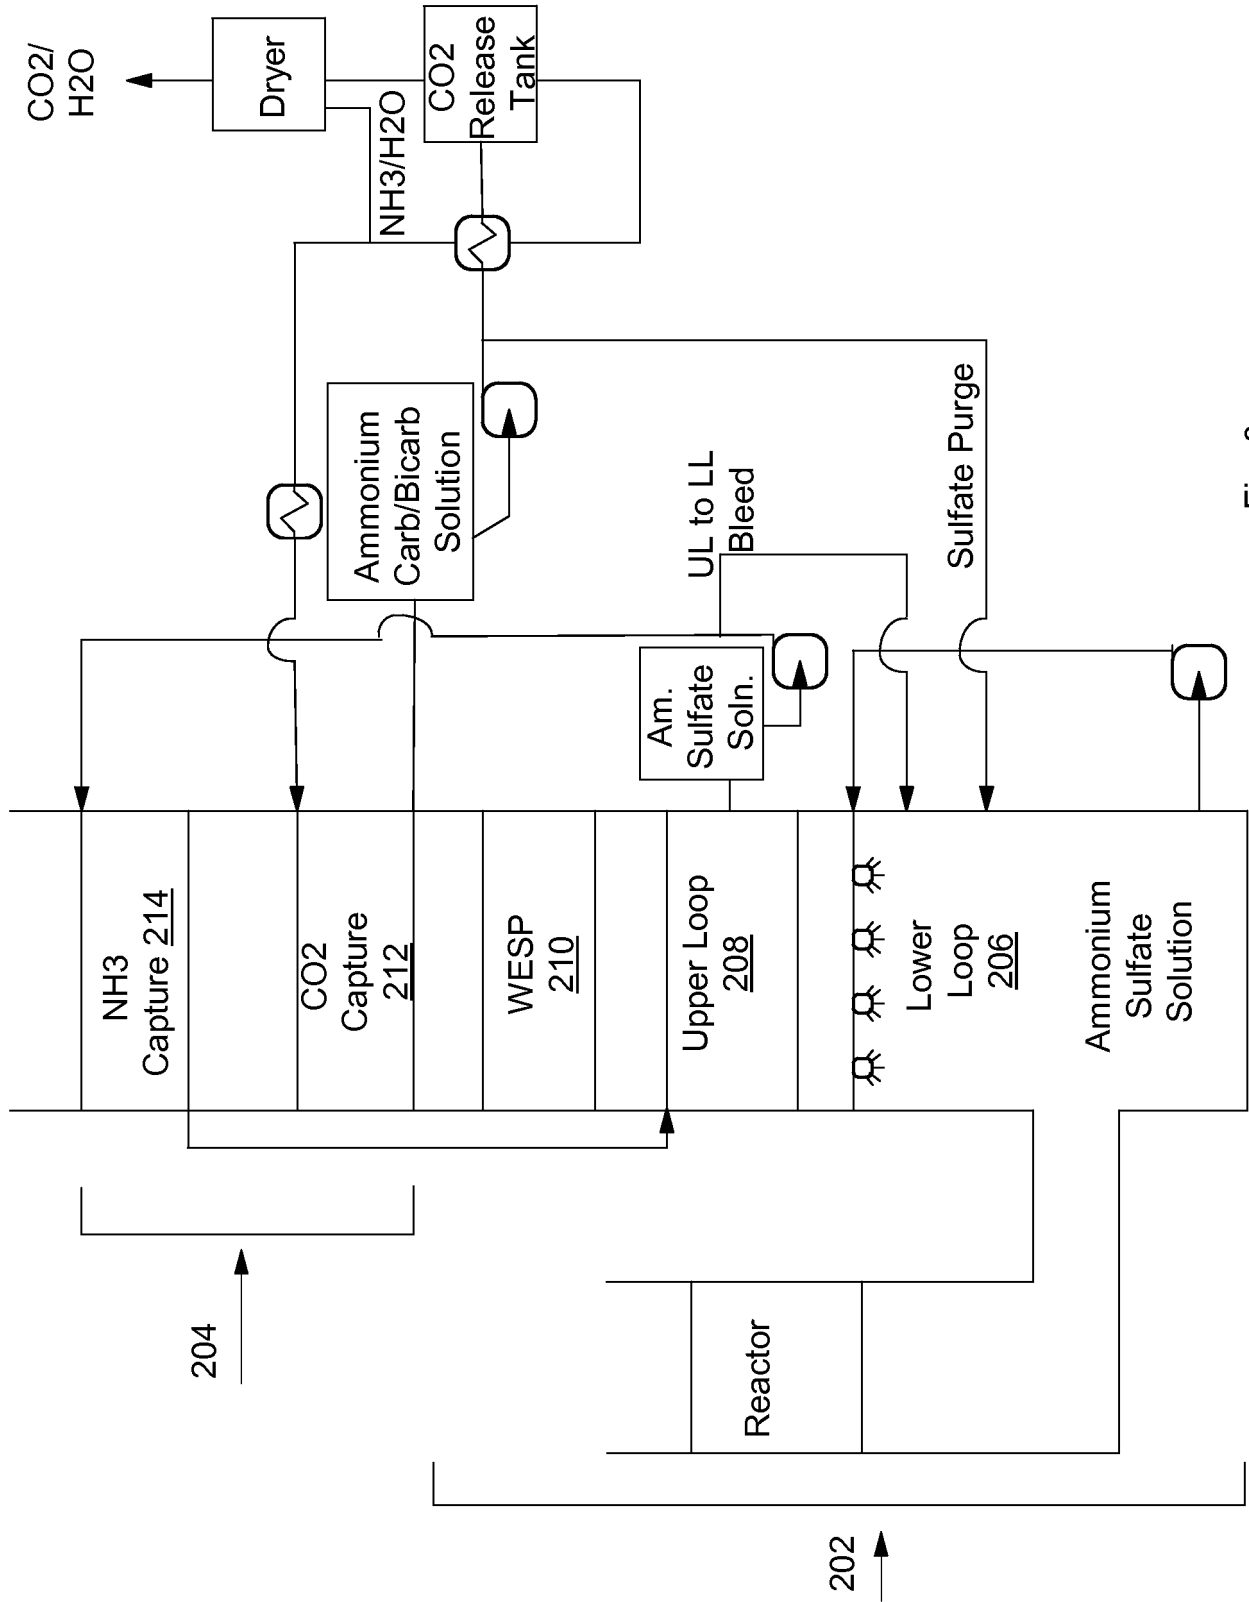 CO2/
H2O
Dryer
CO2
Release
Tank
NH3/H2O
Ammonium
Carb/Bicarb
Solution
UL to LL
Bleed
Sulfate Purge
Am.
Sulfate
Soln.
NH3
Capture 214
CO2
Capture
212
WESP
210
Upper Loop
208
Lower
Loop
206
Ammonium
Sulfate
Solution
204
Reactor
202